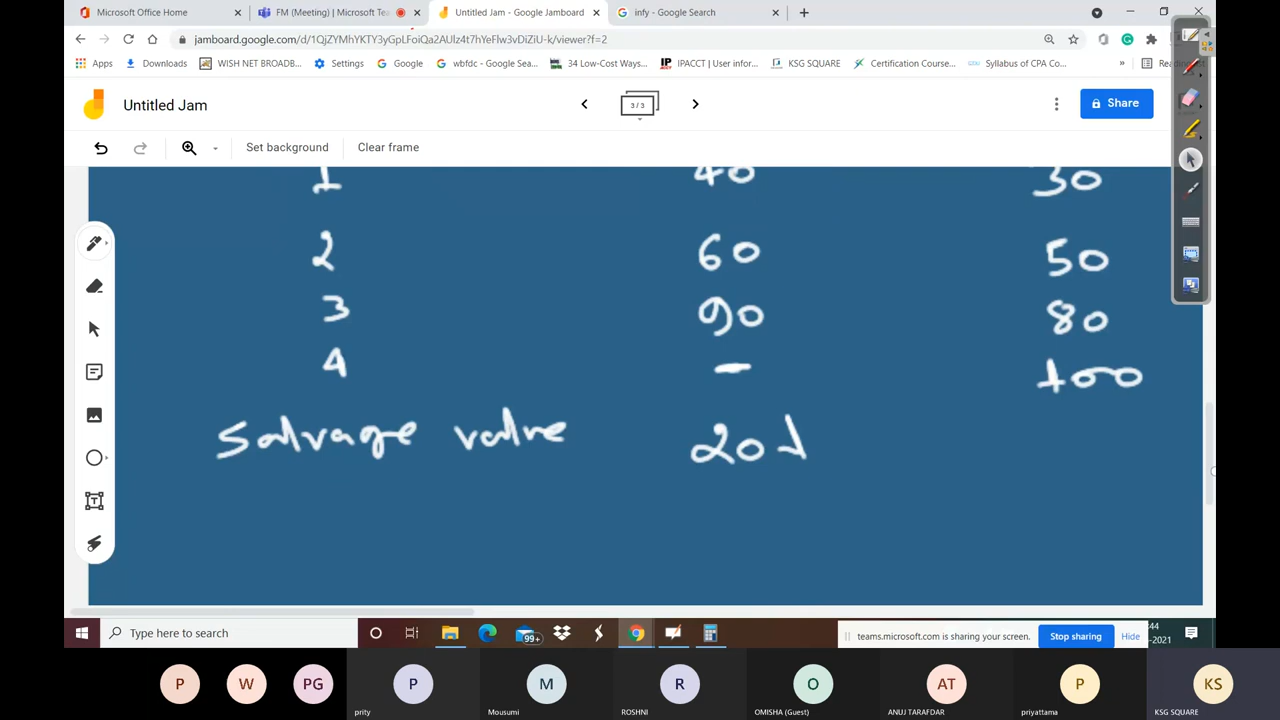 Microsoft Office Home
FM (Meeting) | Microsoft Te
Untitled Jam - Google Jamboard
infy - Google Search
jamboard.google.com/d/1QjZYMhYKTY3yGpLFoiQa2AUlz4t7hYeFlw3vDiZiU-k/viewer?f=2
Apps
Downloads
WISH NET BROADB...
Settings
Google
wbfdc - Google Sea...
34 Low-Cost Ways...
IPACCT | User infor...
KSG SQUARE
Certification Course...
Syllabus of CPA Co...
»
Untitled Jam
3 / 3
Share
Set background
Clear frame
1 40 30
2 60 50
3 90 80
4 - 100
Salvage value 20
Type here to search
99+
teams.microsoft.com is sharing your screen.
Stop sharing
Hide
44
-2021
P
W
PG
P
M
R
O
AT
P
KS
prity
Mousumi
ROSHNI
OMISHA (Guest)
ANUJ TARAFDAR
priyattama
KSG SQUARE